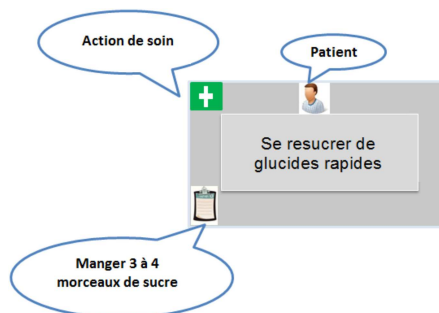 Action de soin
Patient
Se resucrer de
glucides rapides
Manger 3 à 4
morceaux de sucre